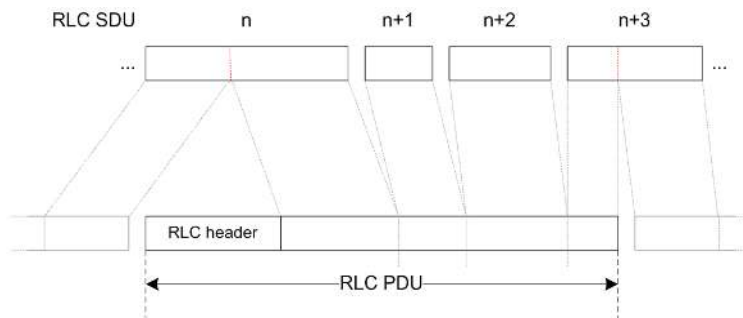 RLC SDU n n+1 n+2 n+3
... ...
RLC header
RLC PDU